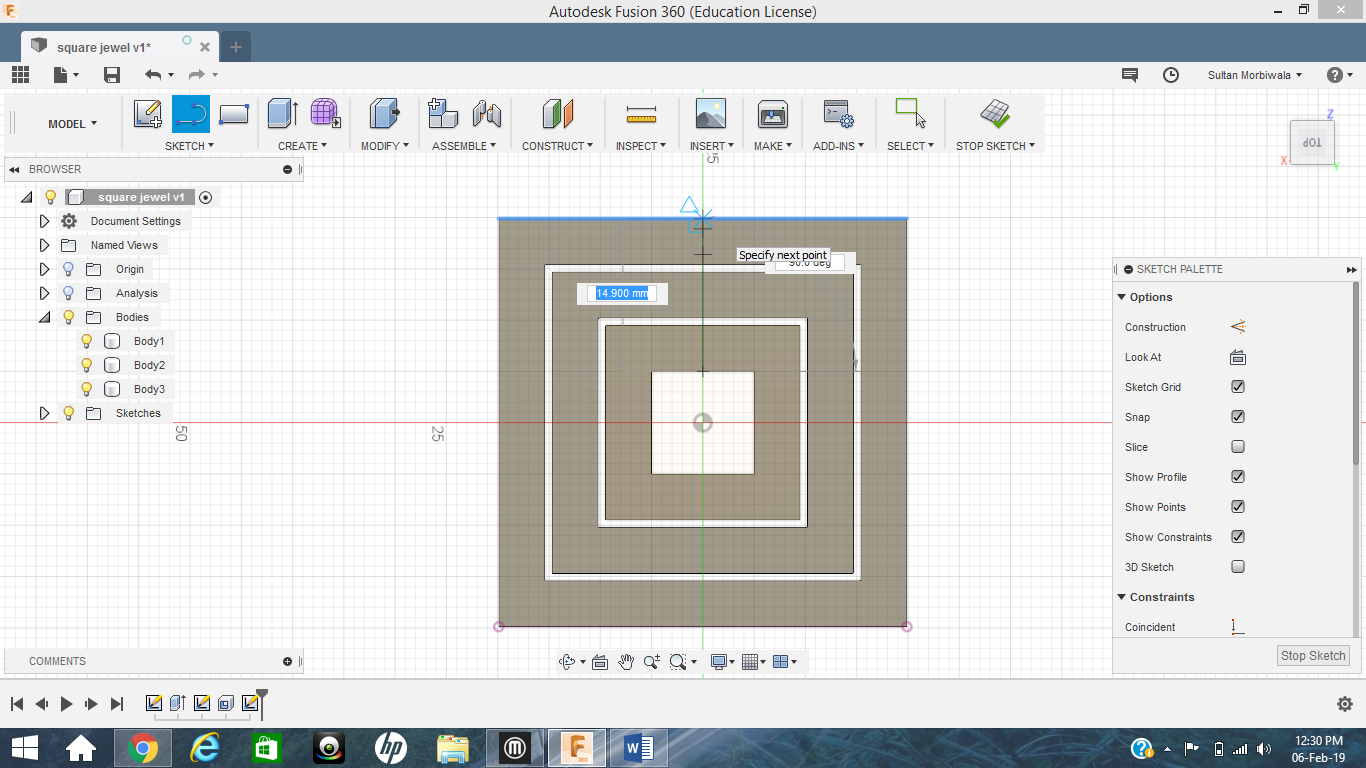 Autodesk Fusion 360 (Education License)
square jewel v1*
Sultan Morbiwala
MODEL
SKETCH CREATE MODIFY ASSEMBLE CONSTRUCT INSPECT INSERT MAKE ADD-INS SELECT STOP SKETCH
Z
TOP
X
Y
BROWSER
square jewel v1
Document Settings
Named Views
Origin
Analysis
Bodies
Body1
Body2
Body3
Sketches
50
25
Specify next point
90.0 deg
14.900 mm
SKETCH PALETTE
Options
Construction
Look At
Sketch Grid
Snap
Slice
Show Profile
Show Points
Show Constraints
3D Sketch
Constraints
Coincident
Stop Sketch
COMMENTS
hp
360
W
12:30 PM
06-Feb-19